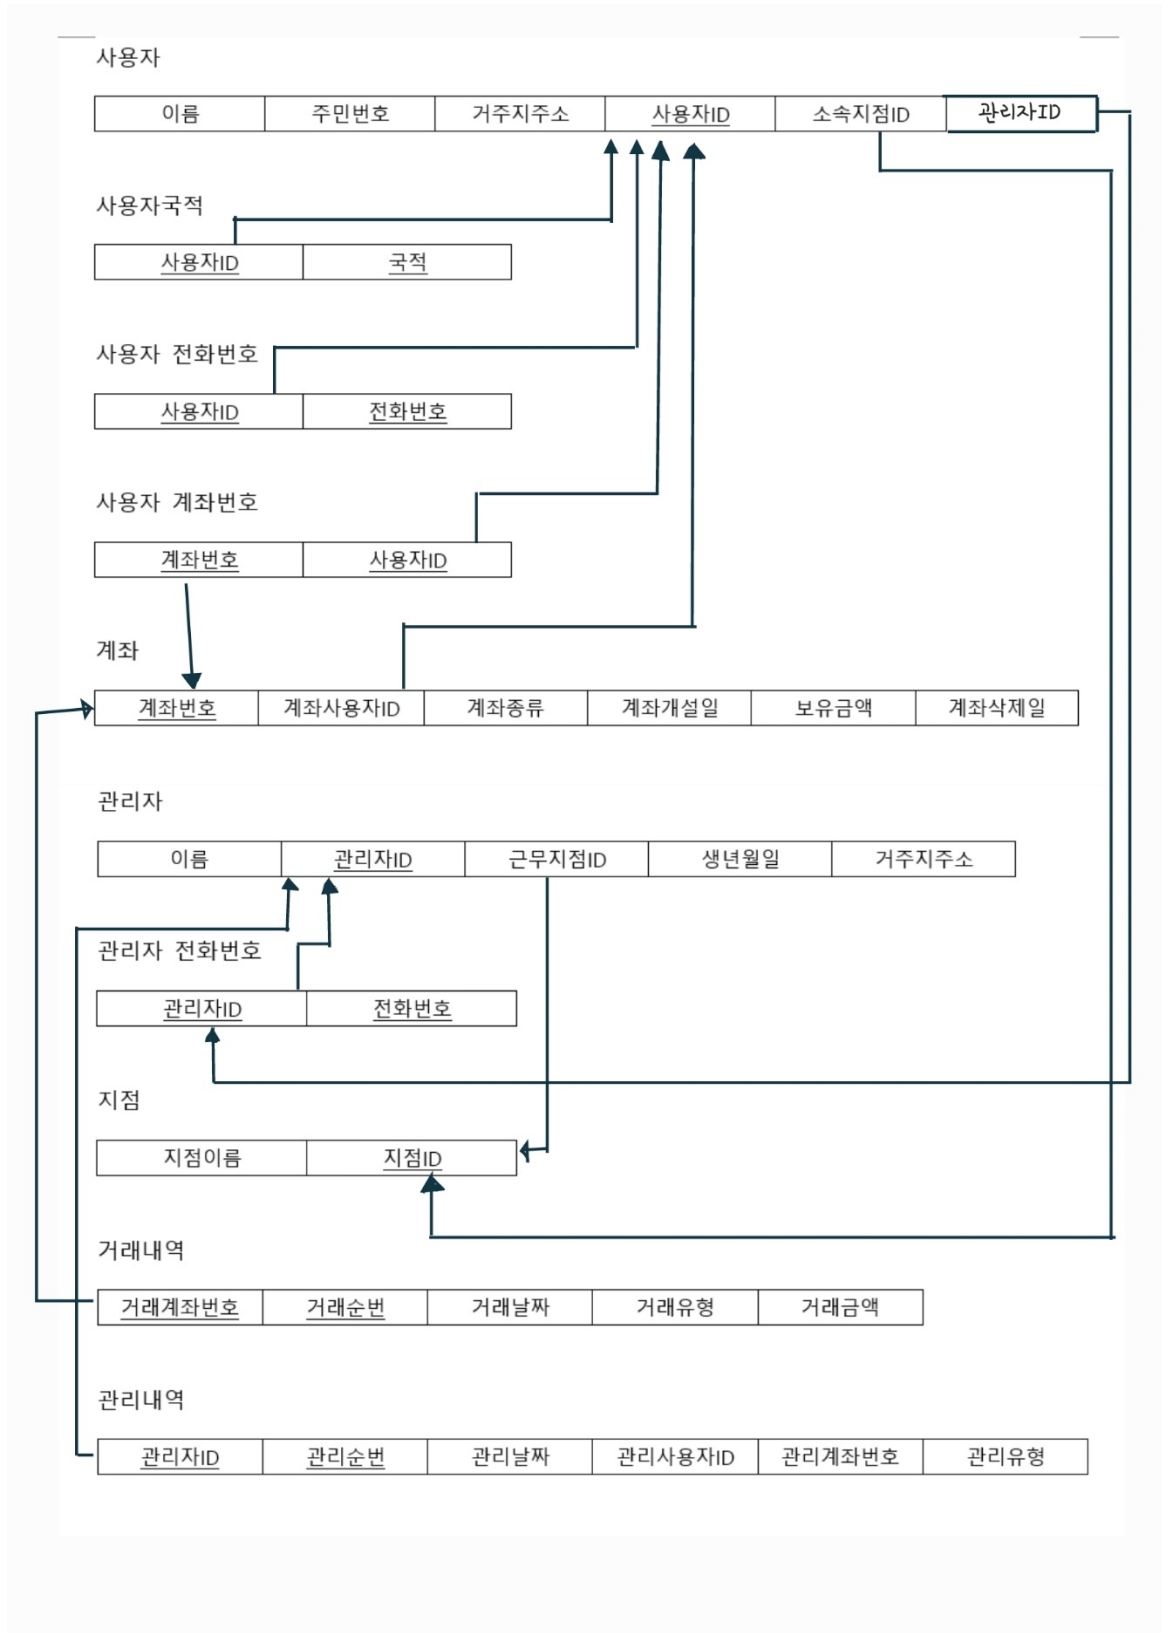 사용자
이름 주민번호 거주지주소 사용자ID 소속지점ID 관리자ID
사용자국적
사용자ID 국적
사용자 전화번호
사용자ID 전화번호
사용자 계좌번호
계좌번호 사용자ID
계좌
계좌번호 계좌사용자ID 계좌종류 계좌개설일 보유금액 계좌삭제일
관리자
이름 관리자ID 근무지점ID 생년월일 거주지주소
관리자 전화번호
관리자ID 전화번호
지점
지점이름 지점ID
거래내역
거래계좌번호 거래순번 거래날짜 거래유형 거래금액
관리내역
관리자ID 관리순번 관리날짜 관리사용자ID 관리계좌번호 관리유형